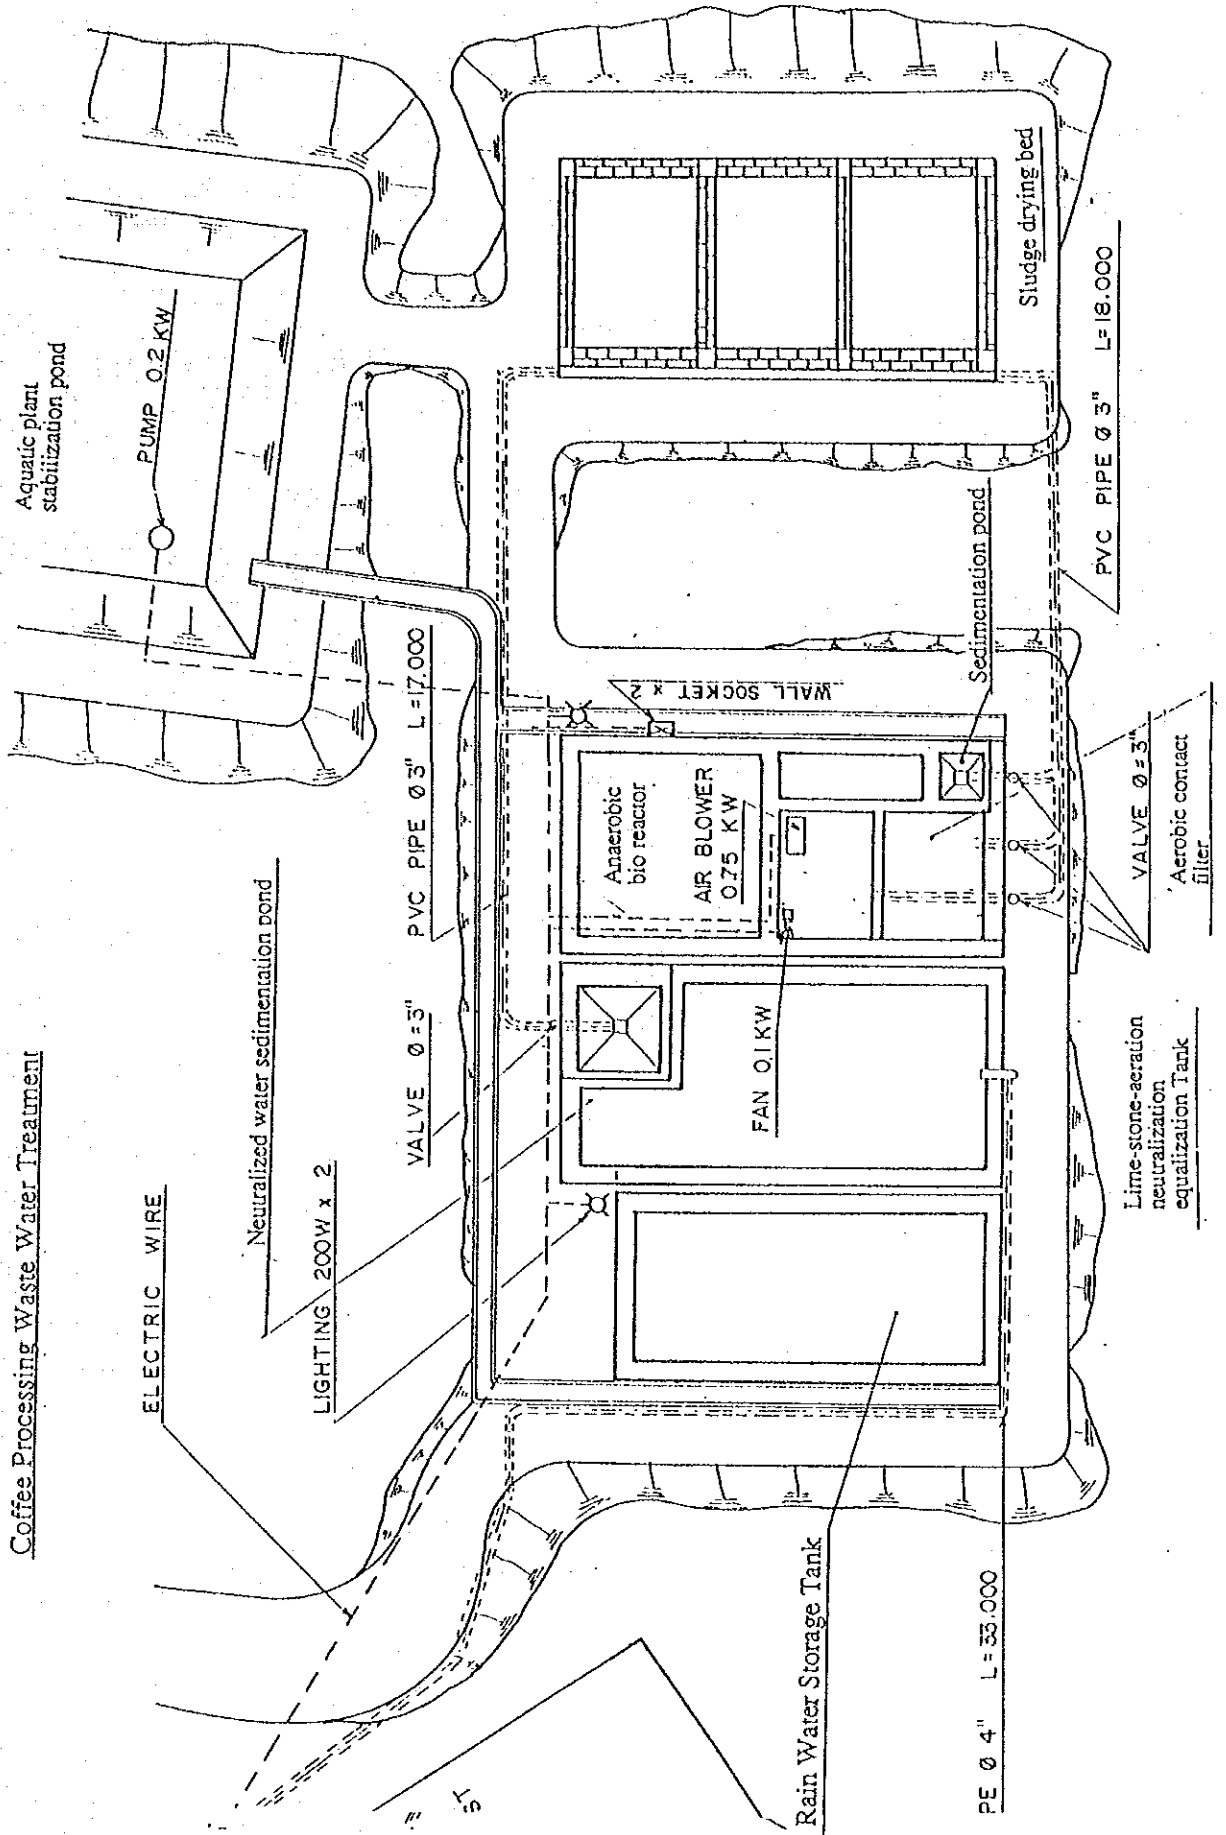 Coffee Processing Waste Water Treatment
ELECTRIC WIRE
Neutralized water sedimentation pond
LIGHTING 200W x 2
VALVE Ø=3"
PVC PIPE Ø3" L=17.000
Aquatic plant
stabilization pond
PUMP 0.2 KW
WALL SOCKET x 2
Anaerobic
bio reactor
AIR BLOWER
0.75 KW
FAN 0.1KW
Sedimentation pond
Sludge drying bed
PVC PIPE Ø 3" L=18.000
VALVE Ø=3"
Aerobic contact
filter
Lime-stone-aeration
neutralization
equalization Tank
Rain Water Storage Tank
PE Ø 4" L=33.000
ST